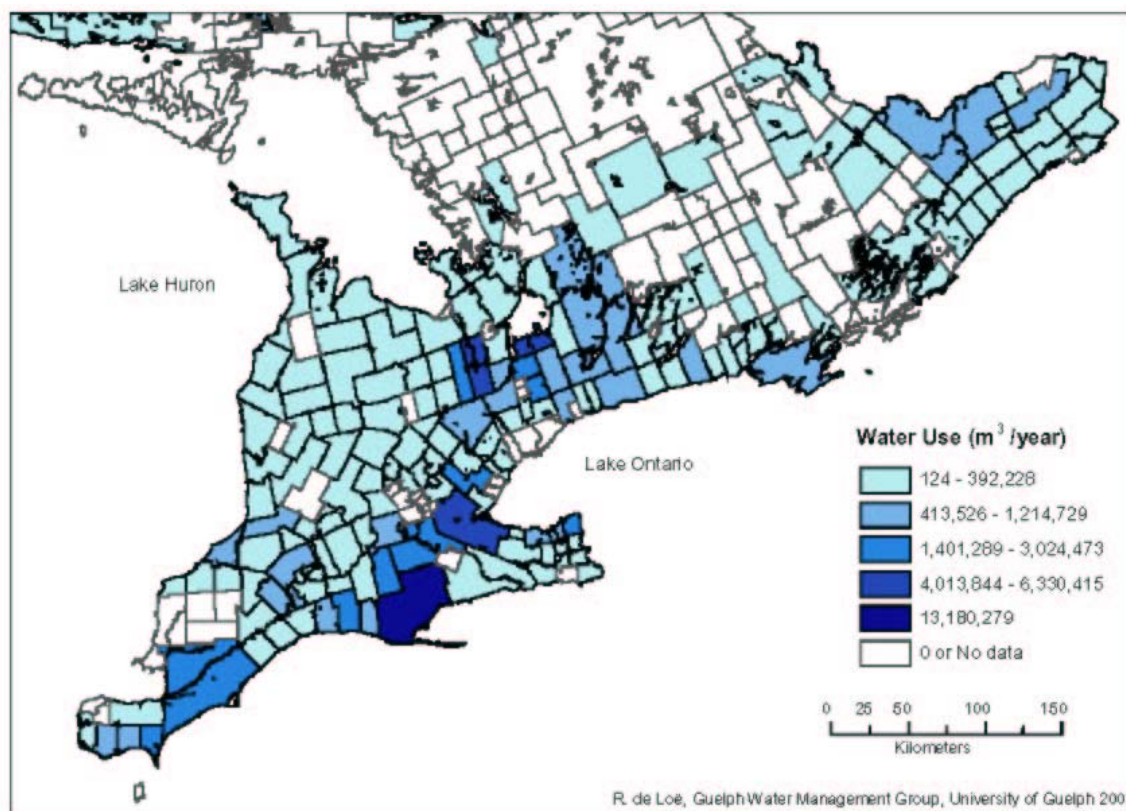 Lake Huron
Lake Ontario
Water Use (m³/year)
124 - 392,228
413,526 - 1,214,729
1,401,289 - 3,024,473
4,013,844 - 6,330,415
13,180,279
0 or No data
0 25 50 100 150
Kilometers
R. de Loë, Guelph Water Management Group, University of Guelph 200